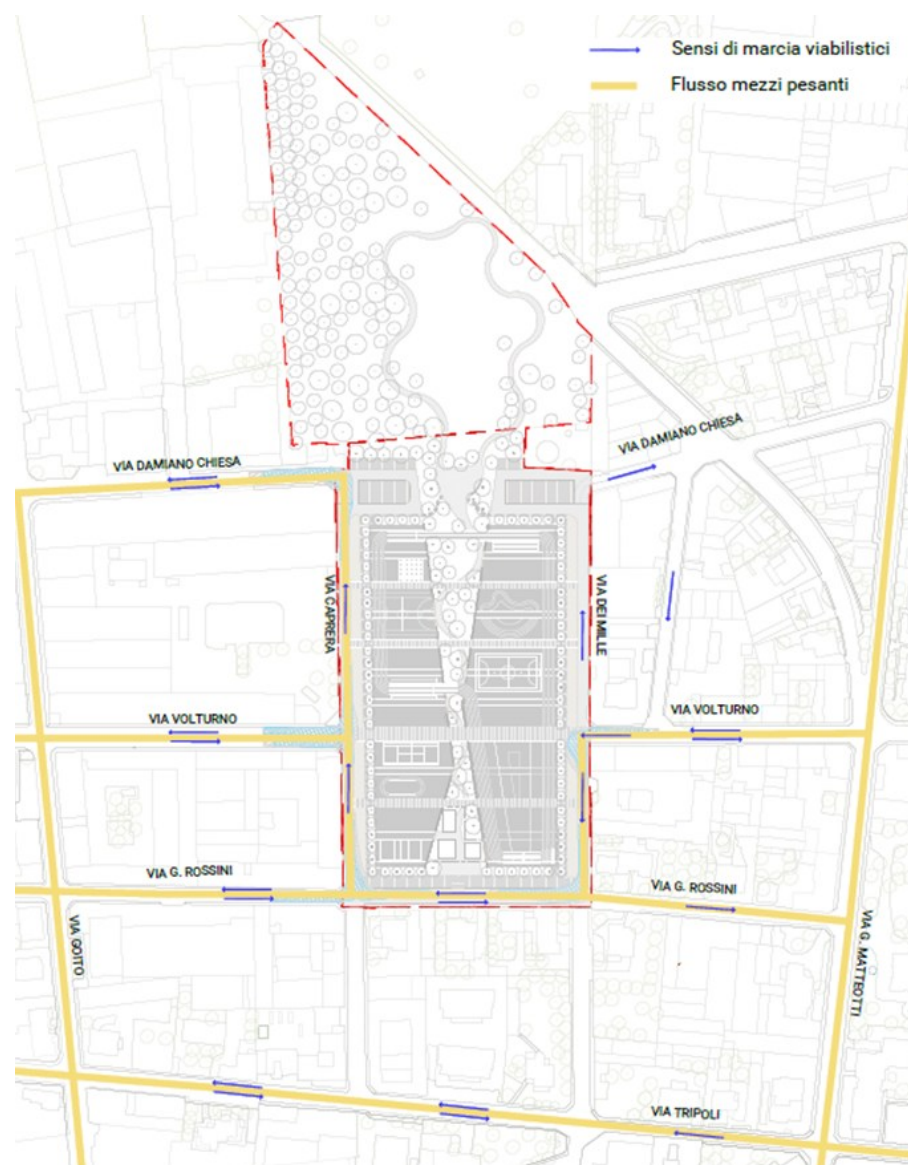 Sensi di marcia viabilistici
Flusso mezzi pesanti
VIA DAMIANO CHIESA
VIA DAMIANO CHIESA
VIA CAPRERA
VIA DEI MILLE
VIA VOLTURNO
VIA VOLTURNO
VIA G. ROSSINI
VIA G. ROSSINI
VIA GOITO
VIA G. MATTEOTTI
VIA TRIPOLI